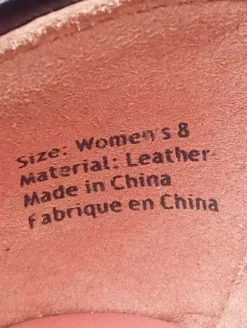 Size: Women's 8
Material: Leather
Made in China
Fabrique en China